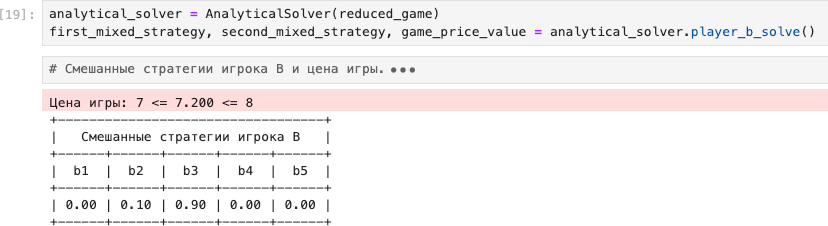 [19]:
analytical_solver = AnalyticalSolver(reduced_game)
first_mixed_strategy, second_mixed_strategy, game_price_value = analytical_solver.player_b_solve()
# Смешанные стратегии игрока B и цена игры. •••
Цена игры: 7 <= 7.200 <= 8
+----------------------------------+
|   Смешанные стратегии игрока B   |
+------+------+------+------+------+
|  b1  |  b2  |  b3  |  b4  |  b5  |
+------+------+------+------+------+
| 0.00 | 0.10 | 0.90 | 0.00 | 0.00 |
+------+------+------+------+------+